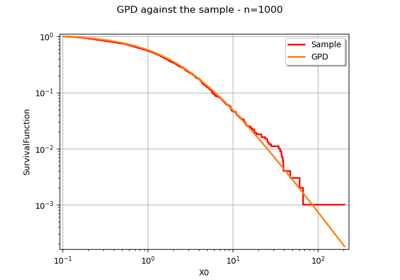 GPD against the sample - n=1000
10⁰
10⁻¹
10⁻²
10⁻³
SurvivalFunction
Sample
GPD
10⁻¹
10⁰
10¹
10²
X0